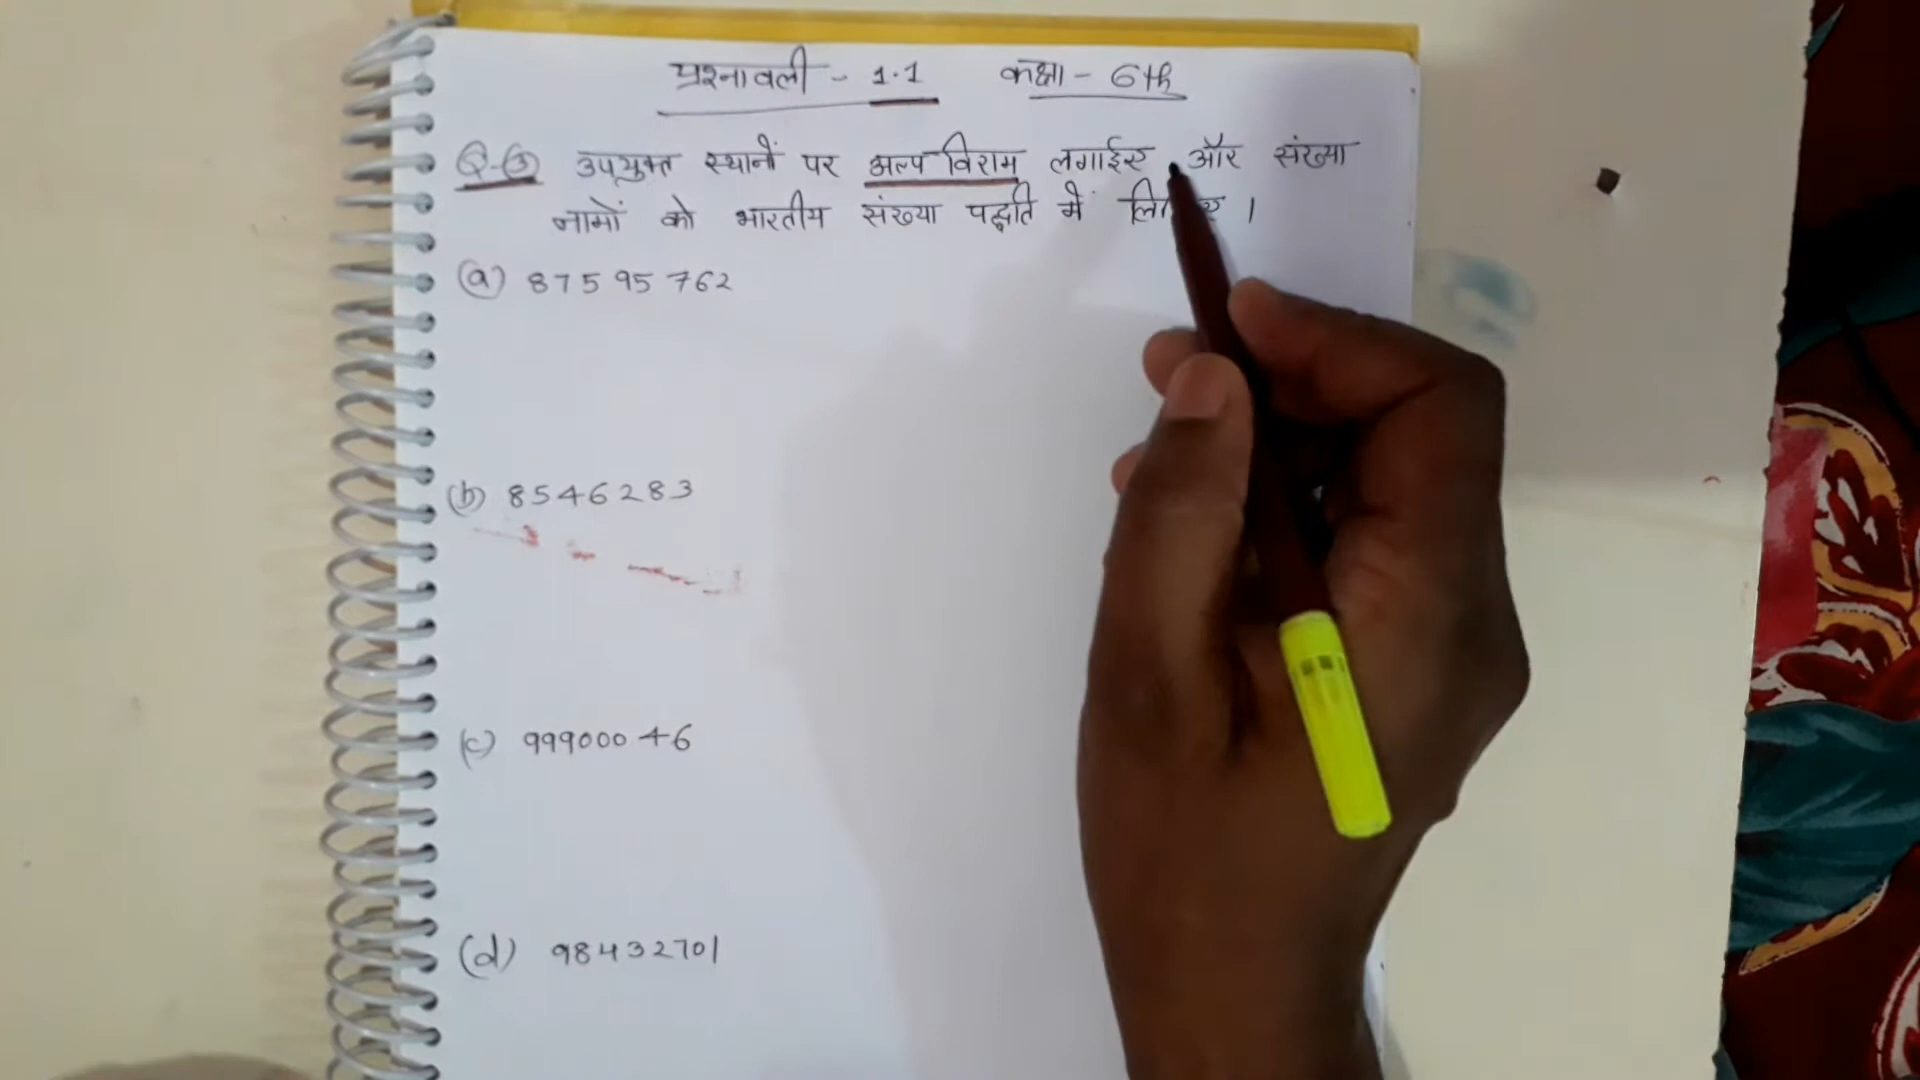 प्रश्नावली - 1.1 कक्षा - 6th
Q-3 उपयुक्त स्थानों पर अल्प विराम लगाईए और संख्या
नामों को भारतीय संख्या पद्धति में ।
(a) 87595762
(b) 8546283
(c) 99900046
(d) 98432701